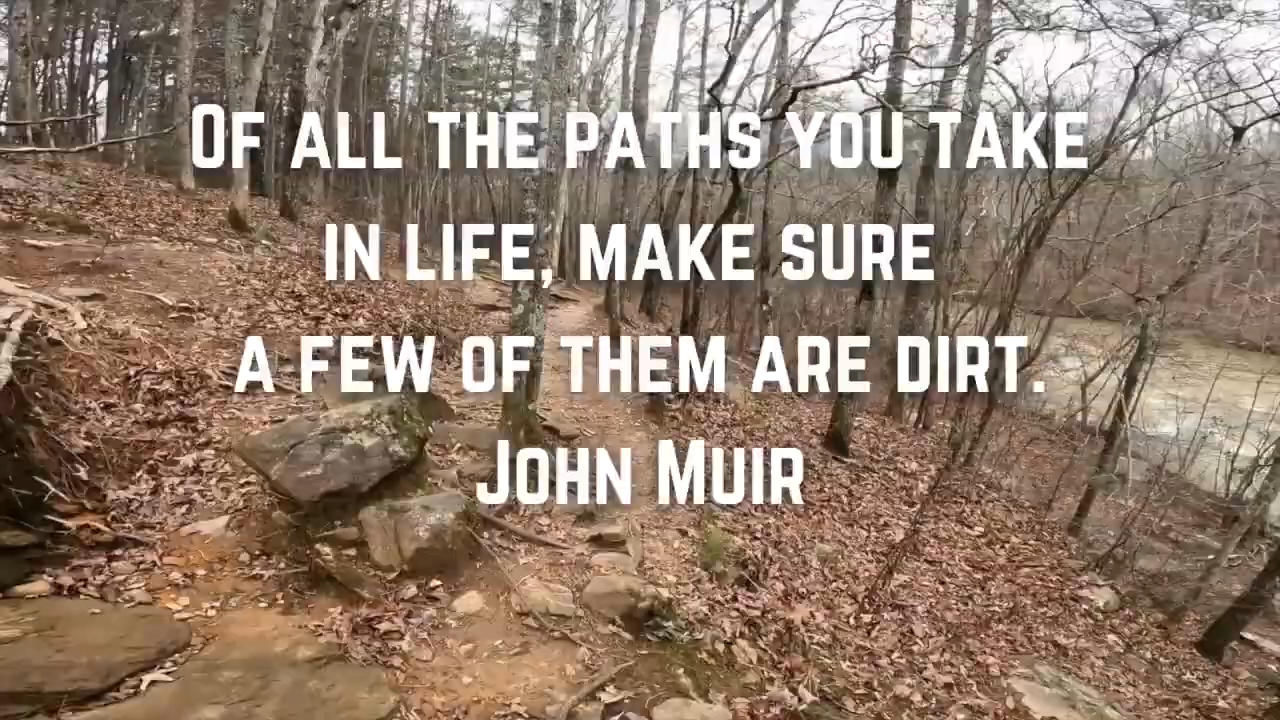 Of all the paths you take
in life, make sure
a few of them are dirt.
John Muir